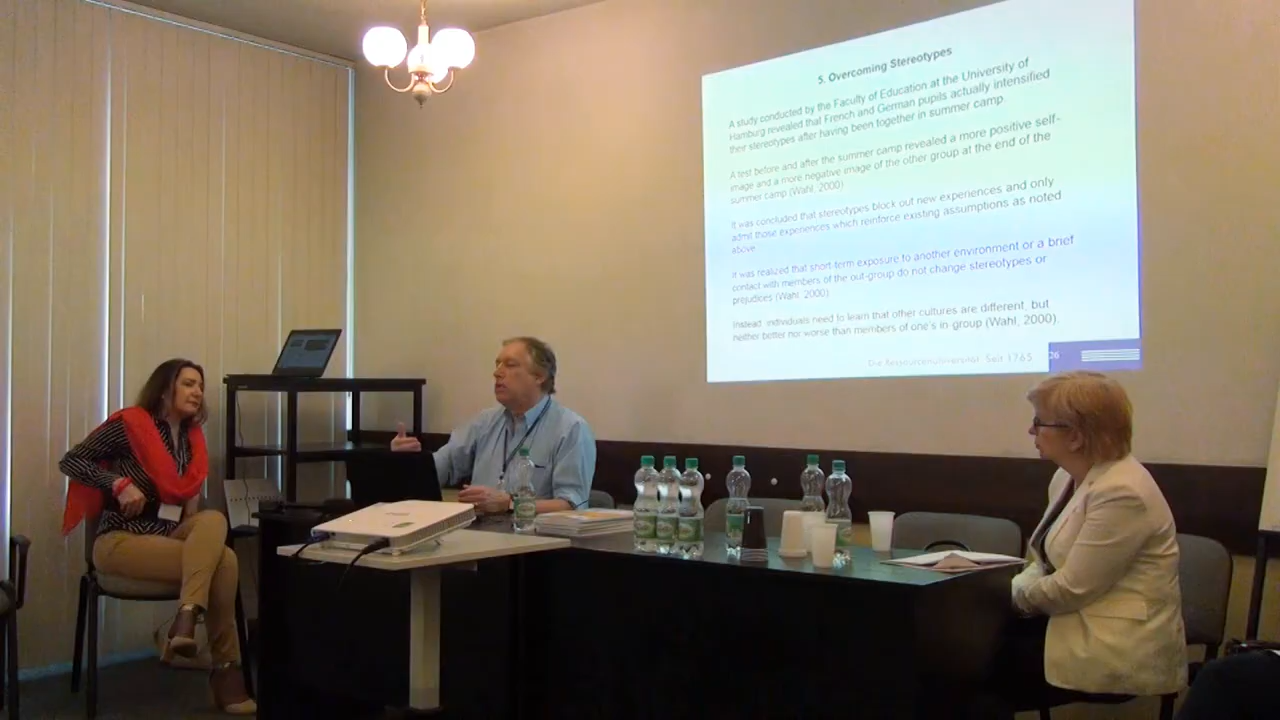 5. Overcoming Stereotypes
A study conducted by the Faculty of Education at the University of
Hamburg revealed that French and German pupils actually intensified
their stereotypes after having been together in summer camp.
A test before and after the summer camp revealed a more positive self-
image and a more negative image of the other group at the end of the
summer camp (Wahl, 2000)
It was concluded that stereotypes block out new experiences and only
admit those experiences which reinforce existing assumptions as noted
above
It was realized that short-term exposure to another environment or a brief
contact with members of the out-group do not change stereotypes or
prejudices (Wahl, 2000)
Instead, individuals need to learn that other cultures are different, but
neither better nor worse than members of one's in-group (Wahl, 2000).
Die Ressourcenuniversität. Seit 1765.
26